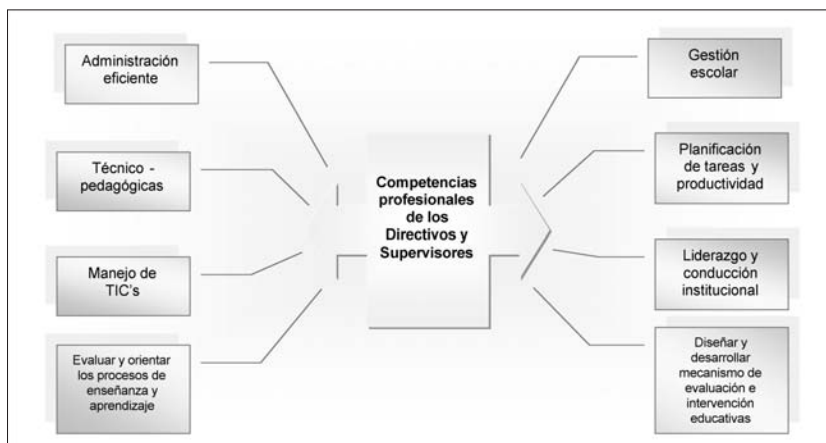 Administración
eficiente
Técnico -
pedagógicas
Manejo de
TIC's
Evaluar y orientar
los procesos de
enseñanza y
aprendizaje
Competencias
profesionales
de los
Directivos y
Supervisores
Gestión
escolar
Planificación
de tareas y
productividad
Liderazgo y
conducción
institucional
Diseñar y
desarrollar
mecanismo de
evaluación e
intervención
educativas